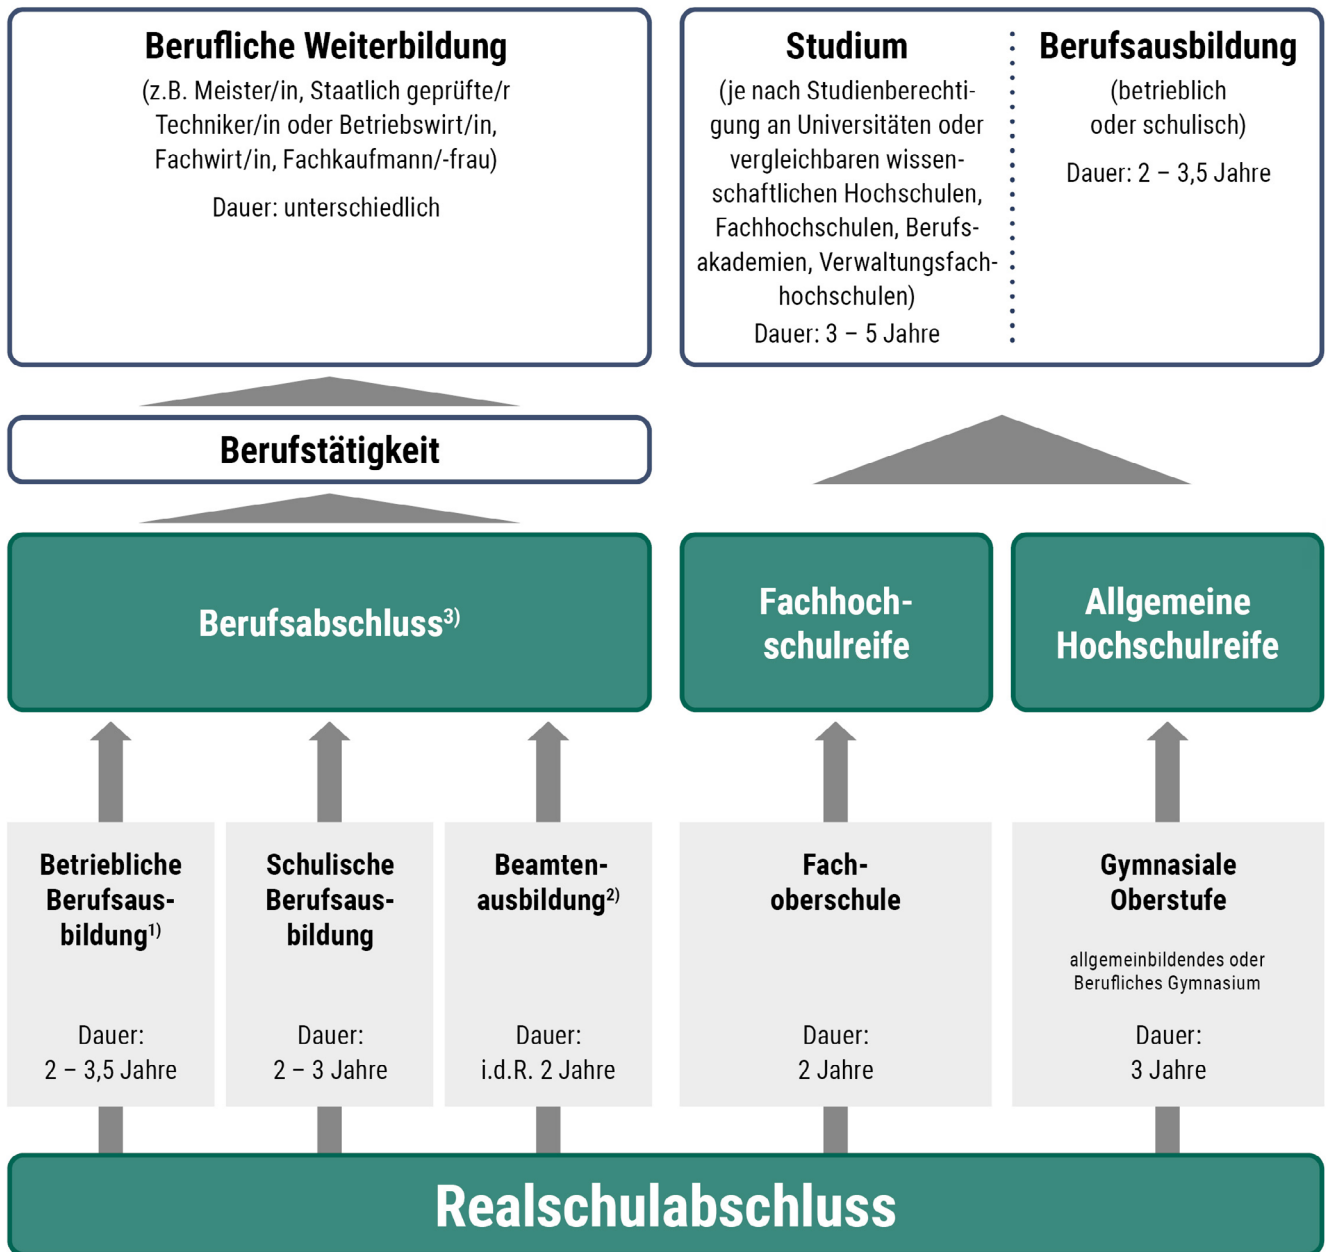 Berufliche Weiterbildung
(z.B. Meister/in, Staatlich geprüfte/r
Techniker/in oder Betriebswirt/in,
Fachwirt/in, Fachkaufmann/-frau)
Dauer: unterschiedlich
Studium
(je nach Studienberechti-
gung an Universitäten oder
vergleichbaren wissen-
schaftlichen Hochschulen,
Fachhochschulen, Berufs-
akademien, Verwaltungsfach-
hochschulen)
Dauer: 3 – 5 Jahre
Berufsausbildung
(betrieblich
oder schulisch)
Dauer: 2 – 3,5 Jahre
Berufstätigkeit
Berufsabschluss³⁾
Fachhoch-
schulreife
Allgemeine
Hochschulreife
Betriebliche
Berufsaus-
bildung¹⁾
Dauer:
2 – 3,5 Jahre
Schulische
Berufsaus-
bildung
Dauer:
2 – 3 Jahre
Beamten-
ausbildung²⁾
Dauer:
i.d.R. 2 Jahre
Fach-
oberschule
Dauer:
2 Jahre
Gymnasiale
Oberstufe
allgemeinbildendes oder
Berufliches Gymnasium
Dauer:
3 Jahre
Realschulabschluss